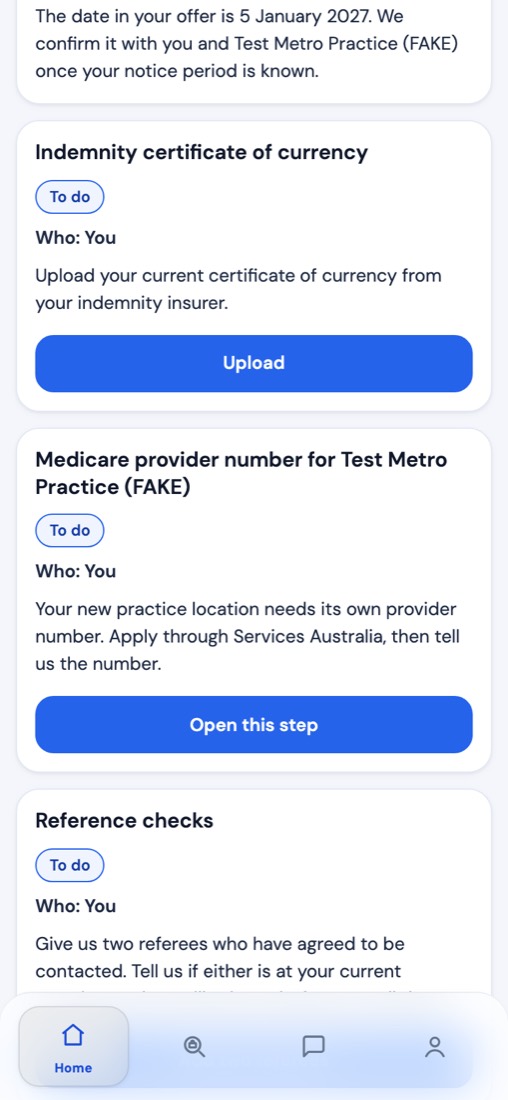 The date in your offer is 5 January 2027. We
confirm it with you and Test Metro Practice (FAKE)
once your notice period is known.
Indemnity certificate of currency
To do
Who: You
Upload your current certificate of currency from
your indemnity insurer.
Upload
Medicare provider number for Test Metro
Practice (FAKE)
To do
Who: You
Your new practice location needs its own provider
number. Apply through Services Australia, then tell
us the number.
Open this step
Reference checks
To do
Who: You
Give us two referees who have agreed to be
contacted. Tell us if either is at your current
Home